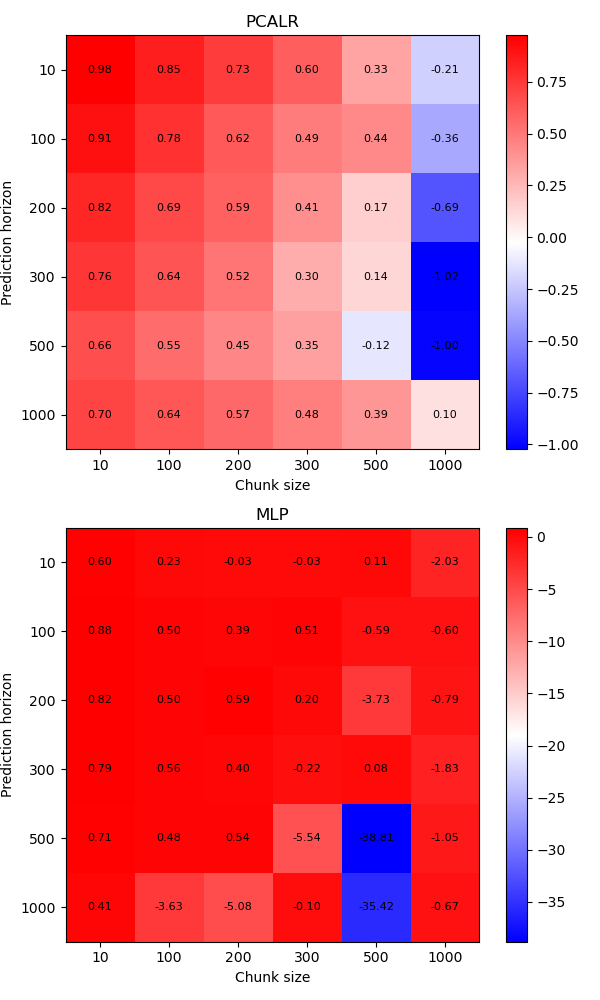 PCALR
10 0.98 0.85 0.73 0.60 0.33 -0.21
100 0.91 0.78 0.62 0.49 0.44 -0.36
200 0.82 0.69 0.59 0.41 0.17 -0.69
300 0.76 0.64 0.52 0.30 0.14 -1.02
500 0.66 0.55 0.45 0.35 -0.12 -1.00
1000 0.70 0.64 0.57 0.48 0.39 0.10
10 100 200 300 500 1000
Chunk size
Prediction horizon
0.75
0.50
0.25
0.00
−0.25
−0.50
−0.75
−1.00
MLP
10 0.60 0.23 -0.03 -0.03 0.11 -2.03
100 0.88 0.50 0.39 0.51 -0.59 -0.60
200 0.82 0.50 0.59 0.20 -3.73 -0.79
300 0.79 0.56 0.40 -0.22 0.08 -1.83
500 0.71 0.48 0.54 -5.54 -38.81 -1.05
1000 0.41 -3.63 -5.08 -0.10 -35.42 -0.67
10 100 200 300 500 1000
Chunk size
Prediction horizon
0
−5
−10
−15
−20
−25
−30
−35